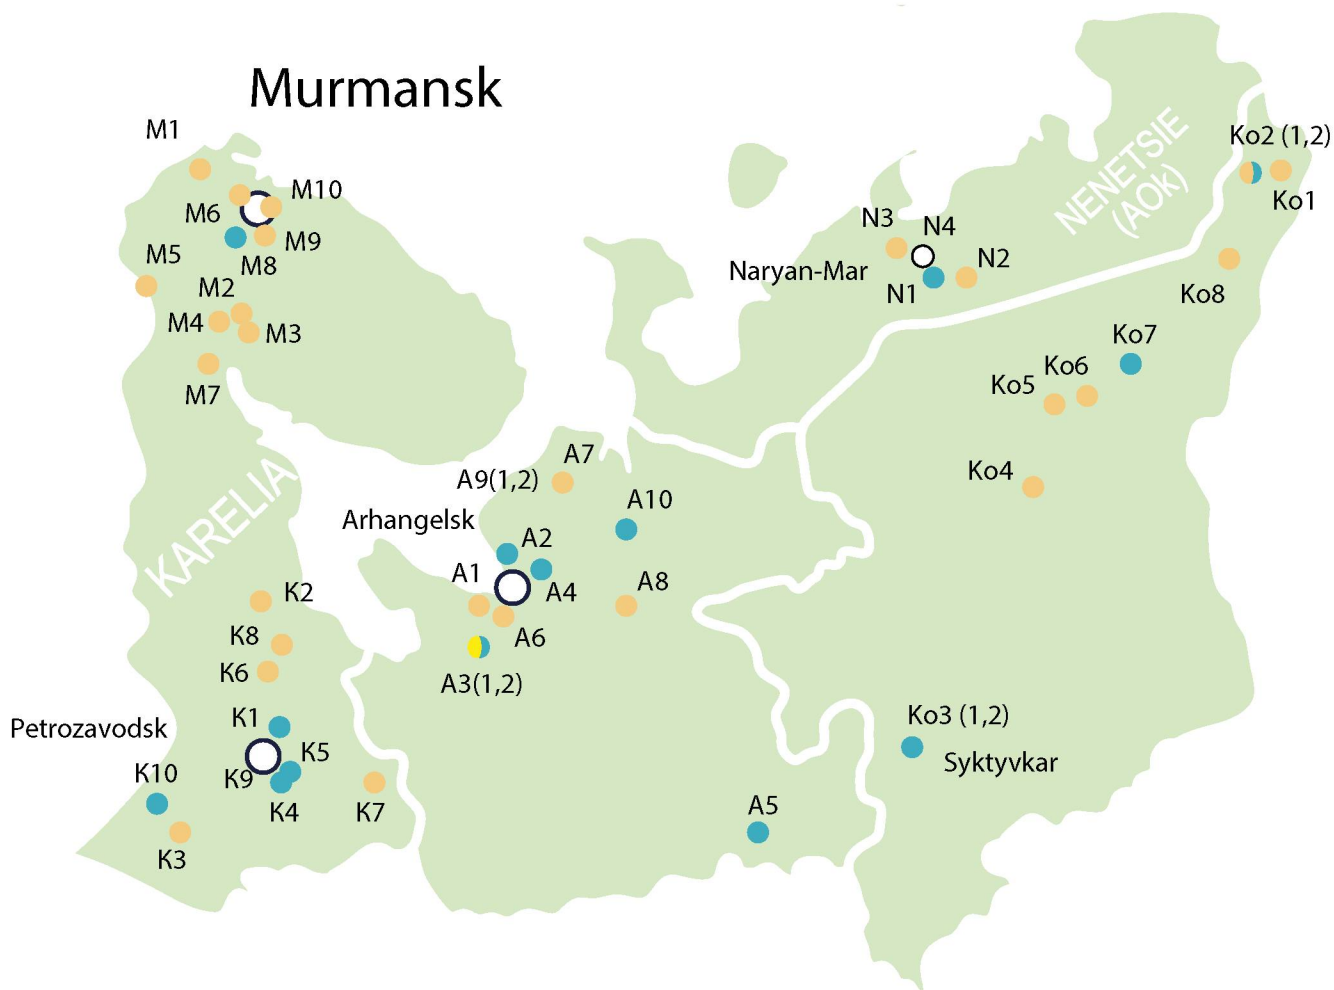 Murmansk
M1
M10
M6
M9
M8
M5
M2
M4
M3
M7
KARELIA
NENETSIE
(AOk)
Ko2 (1,2)
Ko1
N3
N4
Naryan-Mar
N2
N1
Ko8
Ko7
Ko6
Ko5
Ko4
A7
A9(1,2)
A10
Arhangelsk
A2
A1
A4
A8
A6
A3(1,2)
K2
K8
K6
K1
Petrozavodsk
K5
K9
K10
K4
K7
K3
Ko3 (1,2)
Syktyvkar
A5